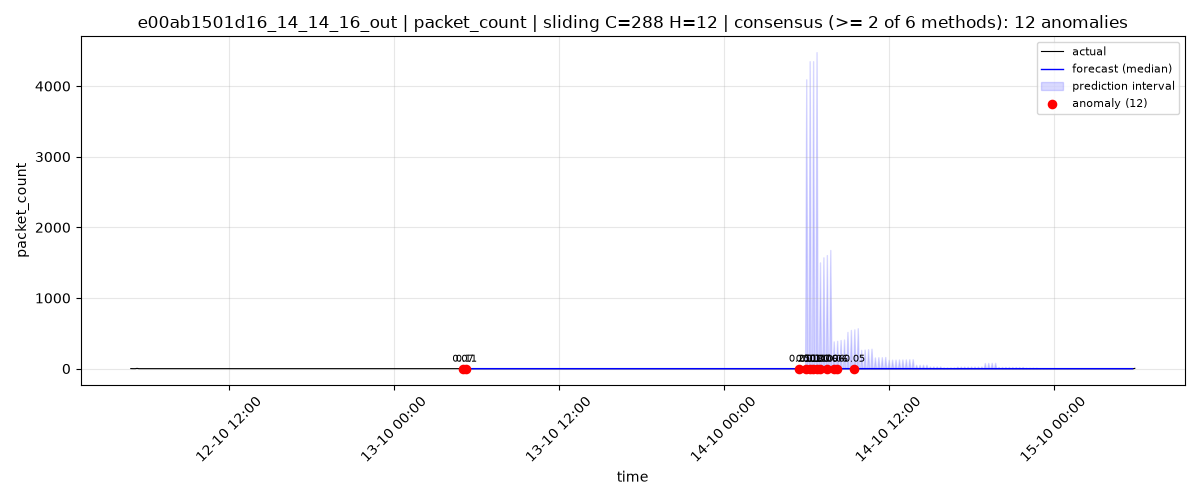 e00ab1501d16_14_14_16_out | packet_count | sliding C=288 H=12 | consensus (>= 2 of 6 methods): 12 anomalies
actual
forecast (median)
prediction interval
anomaly (12)
packet_count
4000
3000
2000
1000
0
12-10 12:00
13-10 00:00
13-10 12:00
14-10 00:00
14-10 12:00
15-10 00:00
time